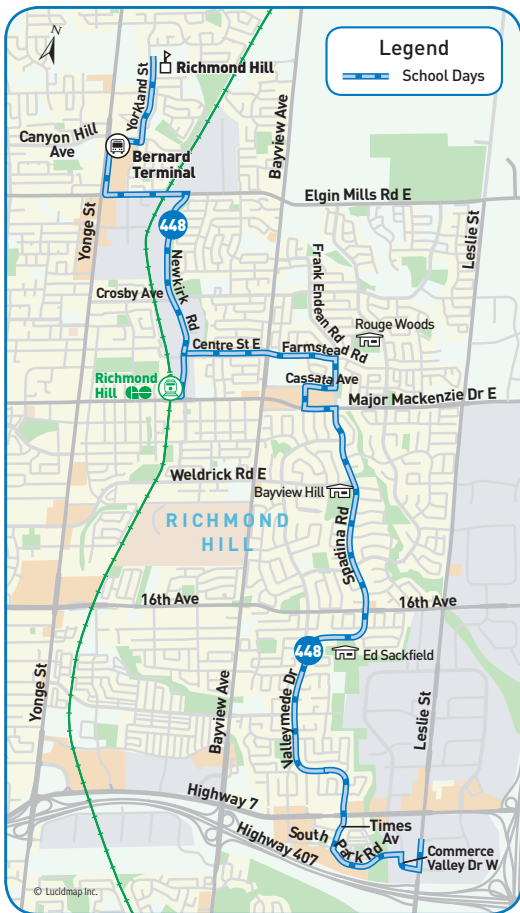 Legend
School Days
N
Yorkland St
Richmond Hill
Canyon Hill
Ave
Bernard
Terminal
Bayview Ave
Elgin Mills Rd E
Yonge St
Leslie St
448
Newkirk Rd
Crosby Ave
Frank Endean Rd
Rouge Woods
Centre St E
Farmstead Rd
Richmond
Hill GO
Cassata Ave
Major Mackenzie Dr E
Weldrick Rd E
Bayview Hill
RICHMOND
HILL
Spadina Rd
16th Ave
16th Ave
448
Ed Sackfield
Yonge St
Bayview Ave
Valleymede Dr
Leslie St
Highway 7
Highway 407
South Park Rd
Times
Av
Commerce
Valley Dr W
© Lucidmap Inc.